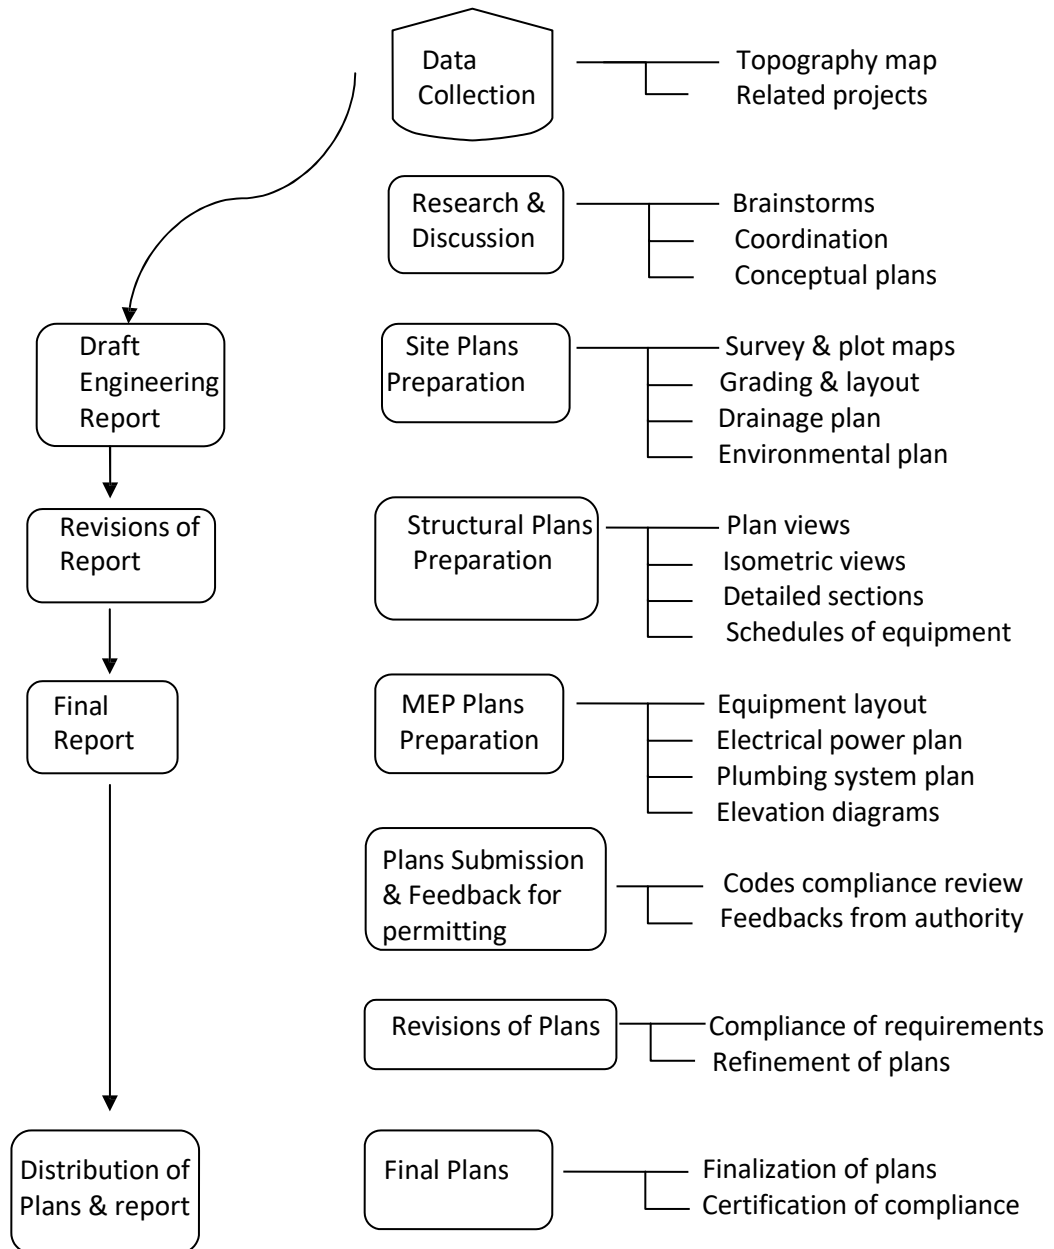 Data
Collection
Topography map
Related projects
Research &
Discussion
Brainstorms
Coordination
Conceptual plans
Draft
Engineering
Report
Site Plans
Preparation
Survey & plot maps
Grading & layout
Drainage plan
Environmental plan
Revisions of
Report
Structural Plans
Preparation
Plan views
Isometric views
Detailed sections
Schedules of equipment
Final
Report
MEP Plans
Preparation
Equipment layout
Electrical power plan
Plumbing system plan
Elevation diagrams
Plans Submission
& Feedback for
permitting
Codes compliance review
Feedbacks from authority
Revisions of Plans
Compliance of requirements
Refinement of plans
Distribution of
Plans & report
Final Plans
Finalization of plans
Certification of compliance